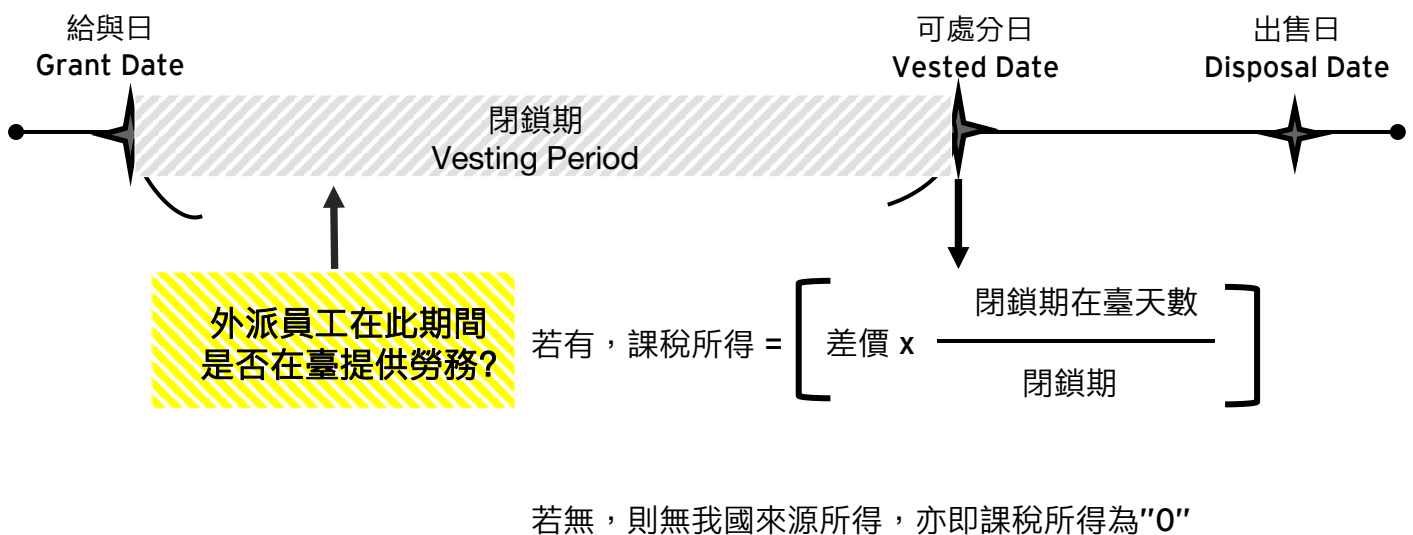 給與日
Grant Date
可處分日
Vested Date
出售日
Disposal Date
閉鎖期
Vesting Period
外派員工在此期間
是否在臺提供勞務?
若有，課稅所得 =
差價 x
閉鎖期在臺天數
閉鎖期
若無，則無我國來源所得，亦即課稅所得為"0"